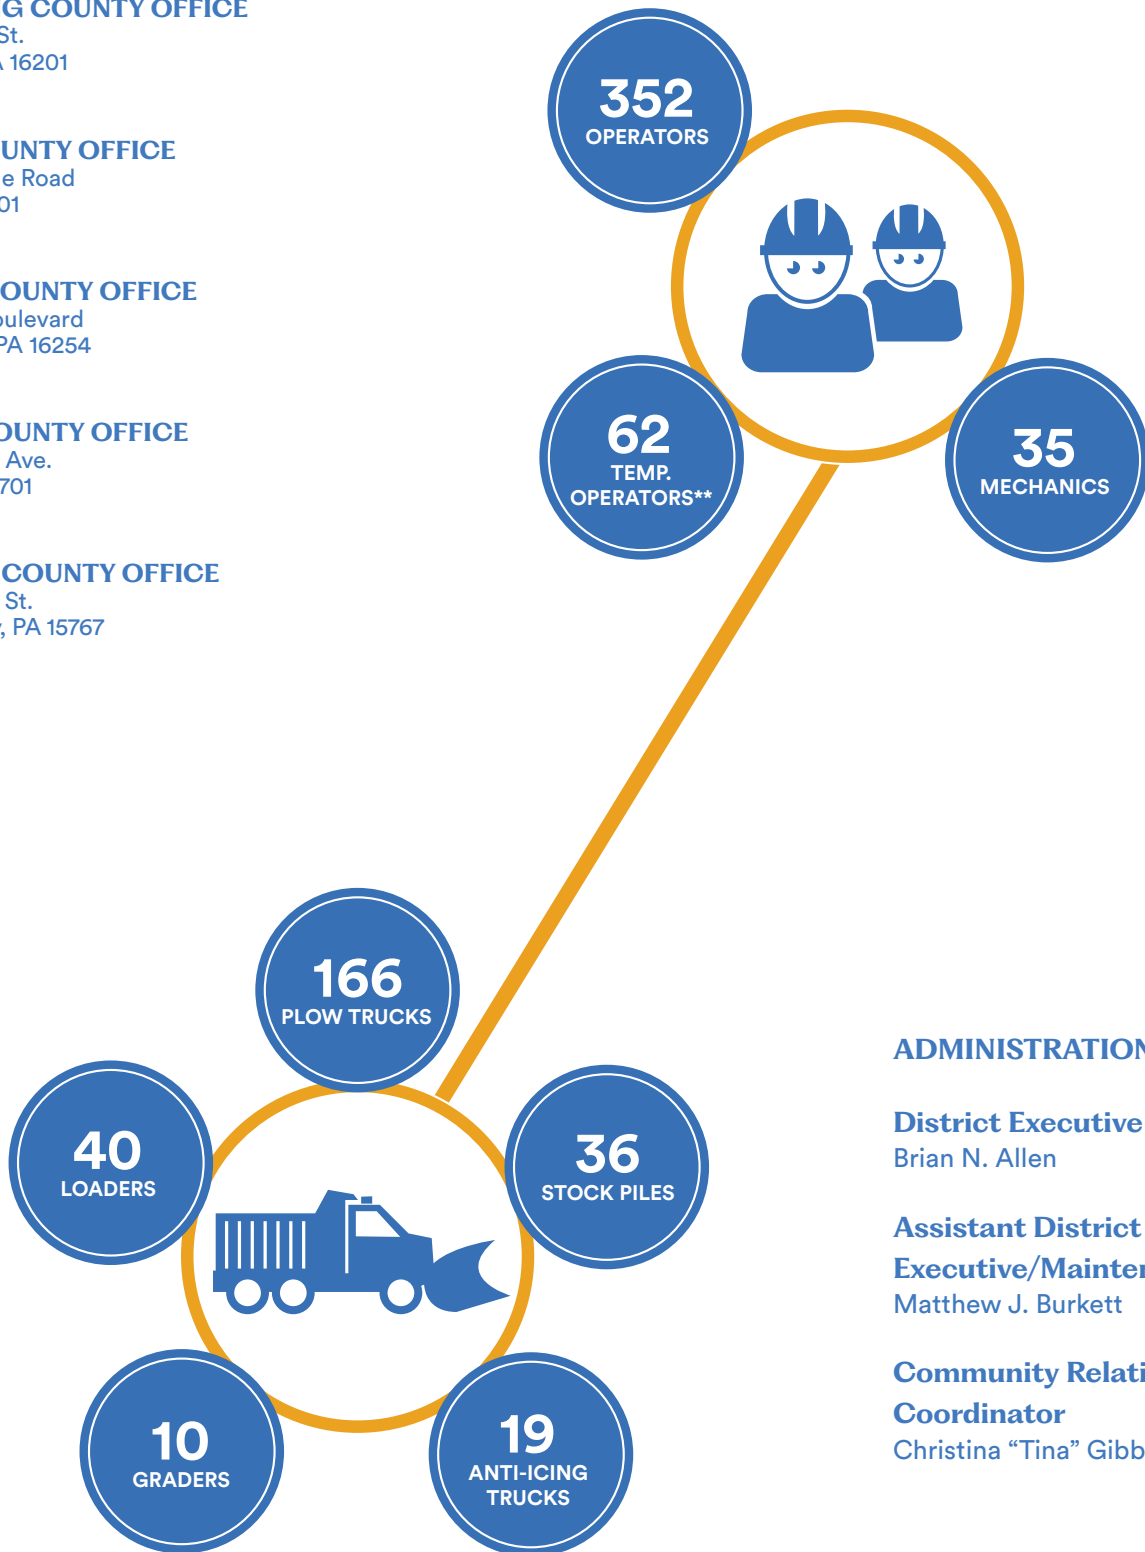 G COUNTY OFFICE
St.
A 16201
UNTY OFFICE
e Road
01
OUNTY OFFICE
oulevard
PA 16254
OUNTY OFFICE
Ave.
701
COUNTY OFFICE
St.
, PA 15767
352
OPERATORS
62
TEMP.
OPERATORS**
35
MECHANICS
166
PLOW TRUCKS
40
LOADERS
36
STOCK PILES
10
GRADERS
19
ANTI-ICING
TRUCKS
ADMINISTRATION
District Executive
Brian N. Allen
Assistant District
Executive/Mainte
Matthew J. Burkett
Community Relati
Coordinator
Christina “Tina” Gibb